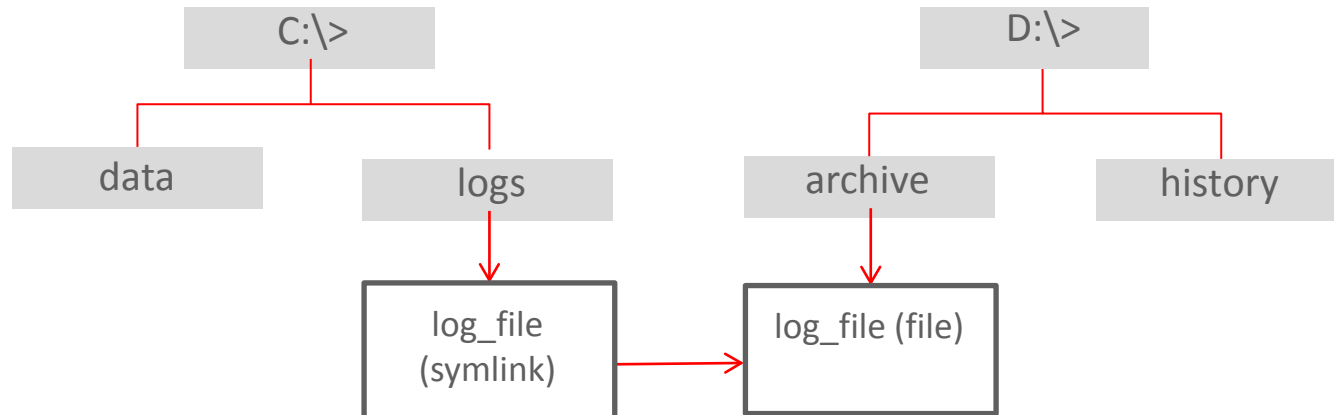 C:\>
D:\>
data
logs
archive
history
log_file
(symlink)
log_file (file)